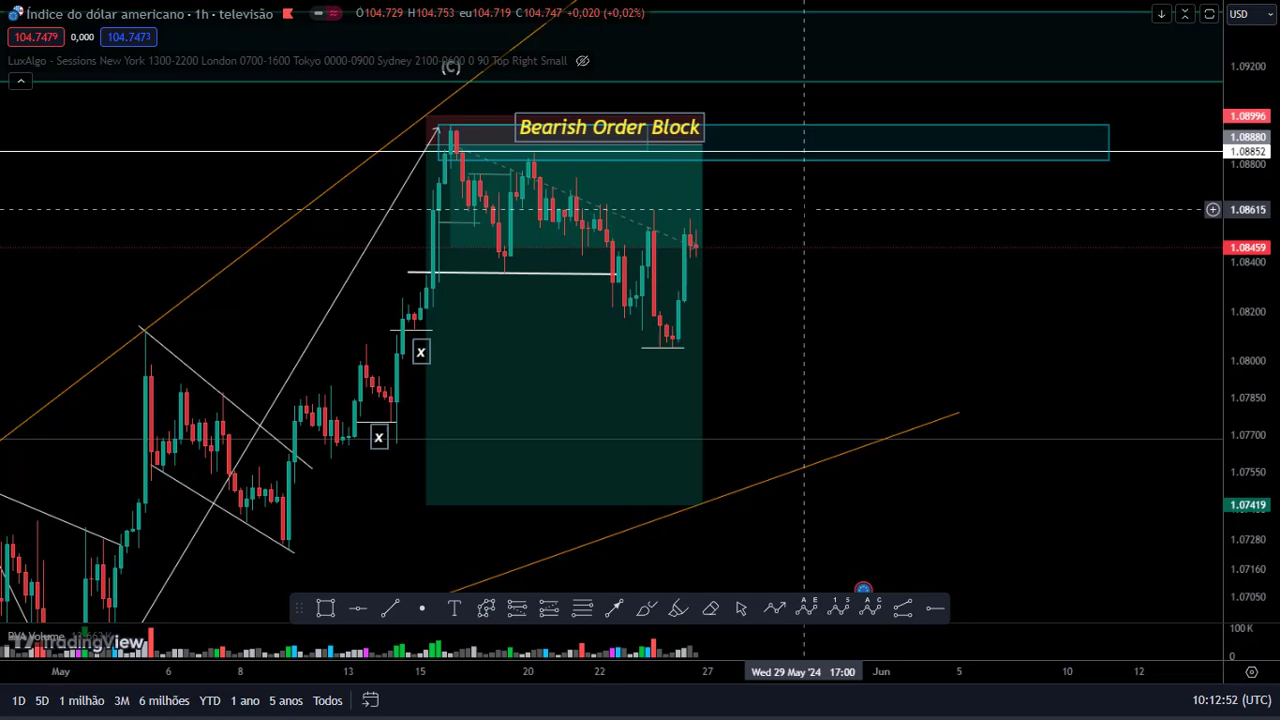 Índice do dólar americano · 1h · televisão
O104.729 H104.753 eu104.719 C104.747 +0,020 (+0,02%)
USD
104.7479
0,000
104.7473
LuxAlgo - Sessions New York 1300-2200 London 0700-1600 Tokyo 0000-0900 Sydney 2100-0600 0 90 Top Right Small
(C)
1.09200
Bearish Order Block
1.08996
1.08880
1.08852
1.08800
1.08615
1.08459
1.08400
1.08200
x
1.08000
1.07850
x
1.07700
1.07550
1.07419
1.07280
1.07160
1.07050
A E
1 5
A C
PVA Volume
TradingView
100 K
0
May
6
8
13
15
20
22
27
Wed 29 May '24 17:00
Jun
5
10
12
1D
5D
1 milhão
3M
6 milhões
YTD
1 ano
5 anos
Todos
10:12:52 (UTC)